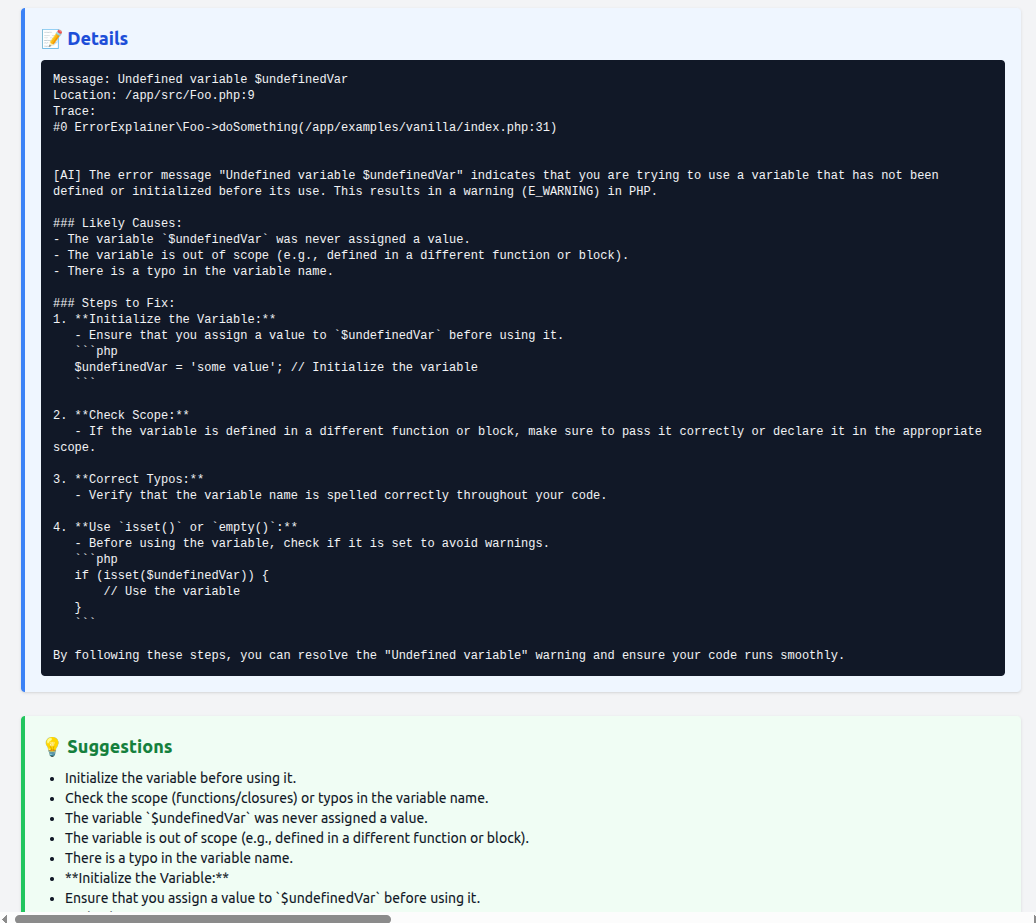 📝 Details
Message: Undefined variable $undefinedVar
Location: /app/src/Foo.php:9
Trace:
#0 ErrorExplainer\Foo->doSomething(/app/examples/vanilla/index.php:31)
[AI] The error message "Undefined variable $undefinedVar" indicates that you are trying to use a variable that has not been
defined or initialized before its use. This results in a warning (E_WARNING) in PHP.
### Likely Causes:
- The variable `$undefinedVar` was never assigned a value.
- The variable is out of scope (e.g., defined in a different function or block).
- There is a typo in the variable name.
### Steps to Fix:
1. **Initialize the Variable:**
   - Ensure that you assign a value to `$undefinedVar` before using it.
   ```php
   $undefinedVar = 'some value'; // Initialize the variable
   ```
2. **Check Scope:**
   - If the variable is defined in a different function or block, make sure to pass it correctly or declare it in the appropriate
scope.
3. **Correct Typos:**
   - Verify that the variable name is spelled correctly throughout your code.
4. **Use `isset()` or `empty()`:**
   - Before using the variable, check if it is set to avoid warnings.
   ```php
   if (isset($undefinedVar)) {
       // Use the variable
   }
   ```
By following these steps, you can resolve the "Undefined variable" warning and ensure your code runs smoothly.
💡 Suggestions
• Initialize the variable before using it.
• Check the scope (functions/closures) or typos in the variable name.
• The variable `$undefinedVar` was never assigned a value.
• The variable is out of scope (e.g., defined in a different function or block).
• There is a typo in the variable name.
• **Initialize the Variable:**
• Ensure that you assign a value to `$undefinedVar` before using it.